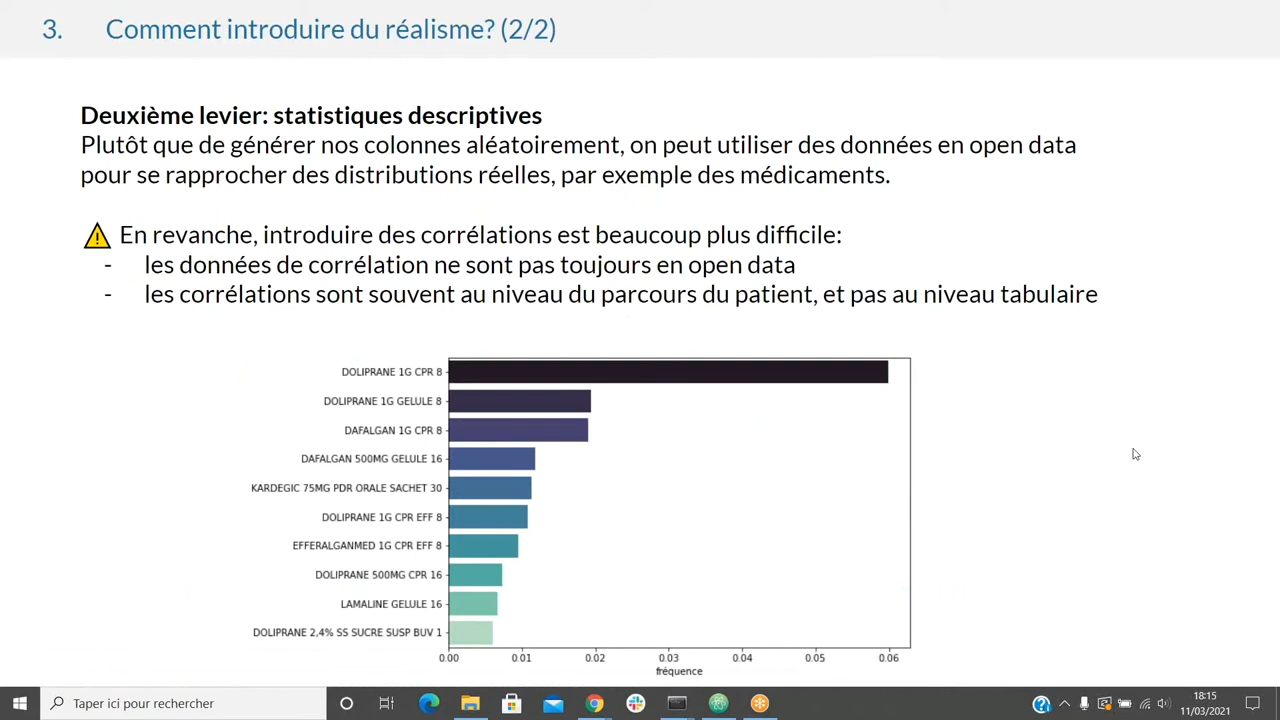 3. Comment introduire du réalisme? (2/2)
Deuxième levier: statistiques descriptives
Plutôt que de générer nos colonnes aléatoirement, on peut utiliser des données en open data
pour se rapprocher des distributions réelles, par exemple des médicaments.
En revanche, introduire des corrélations est beaucoup plus difficile:
- les données de corrélation ne sont pas toujours en open data
- les corrélations sont souvent au niveau du parcours du patient, et pas au niveau tabulaire
DOLIPRANE 1G CPR 8
DOLIPRANE 1G GELULE 8
DAFALGAN 1G CPR 8
DAFALGAN 500MG GELULE 16
KARDEGIC 75MG PDR ORALE SACHET 30
DOLIPRANE 1G CPR EFF 8
EFFERALGANMED 1G CPR EFF 8
DOLIPRANE 500MG CPR 16
LAMALINE GELULE 16
DOLIPRANE 2,4% SS SUCRE SUSP BUV 1
0.00 0.01 0.02 0.03 0.04 0.05 0.06
fréquence
Taper ici pour rechercher
18:15
11/03/2021